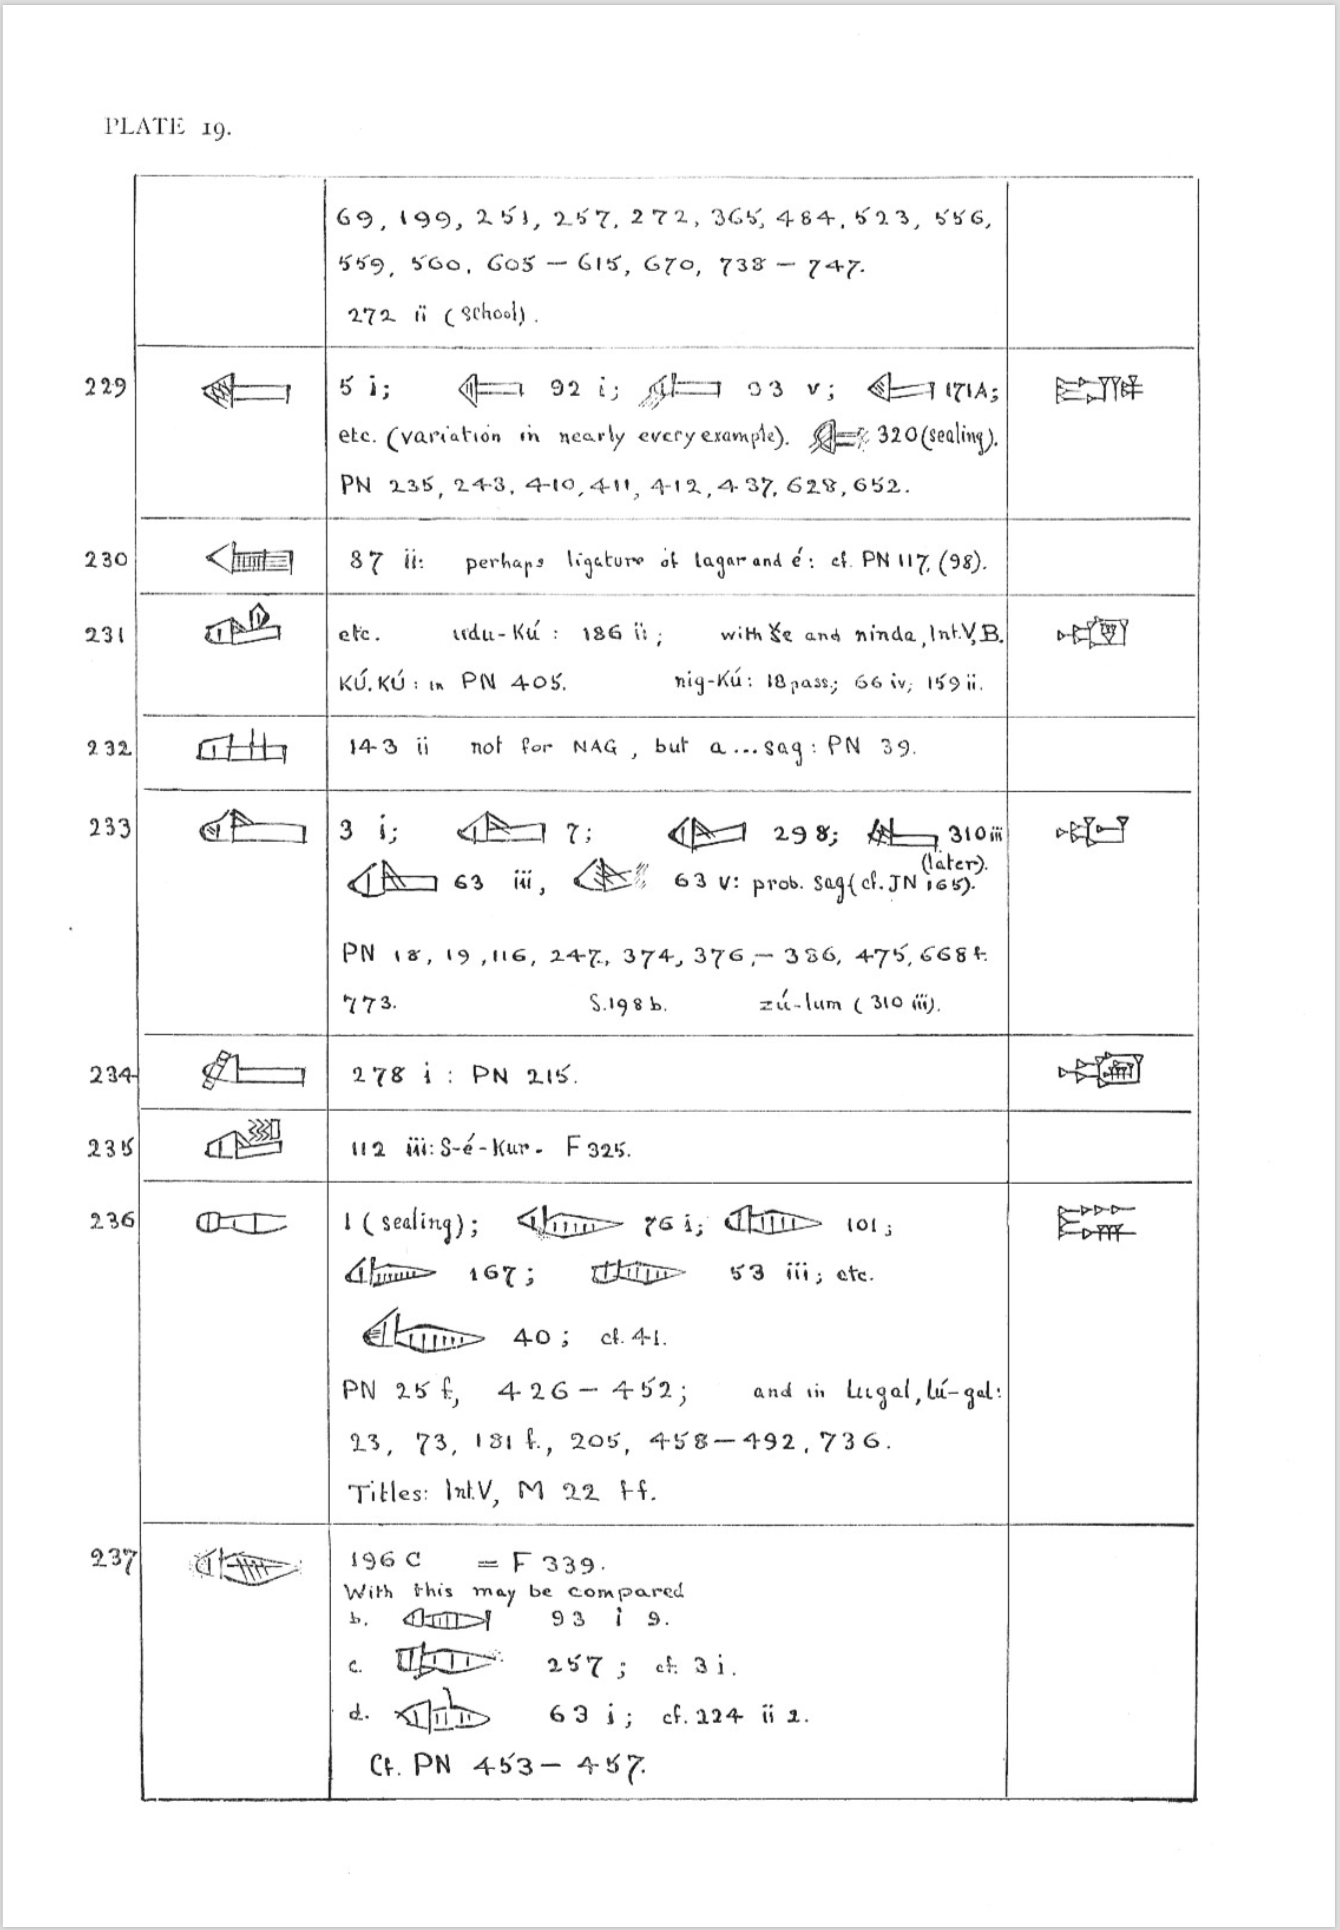 PLATE 19.
69, 199, 251, 257, 272, 365, 484, 523, 556,
559, 560, 605 – 615, 670, 738 – 747.
272 ii (school).
229 5 i; 92 i; 93 v; 171A;
etc. (variation in nearly every example). 320 (sealing).
PN 235, 243, 410, 411, 412, 437, 628, 652.
230 87 ii: perhaps ligature of lagar and é: cf. PN 117, (98).
231 etc. udu-Kú: 186 ii; with še and ninda, Int.V, B.
KÚ.KÚ: in PN 405. nig-Kú: 18 pass; 66 iv; 159 ii.
232 143 ii not for NAG, but a...sag: PN 39.
233 3 i; 7; 298; 310 iii
(later).
63 iii, 63 v: prob. sag (cf. JN 165).
PN 18, 19, 116, 247, 374, 376, – 386, 475, 668 f.
773. S.198 b. zú-lum (310 iii).
234 278 i: PN 215.
235 112 iii: S-é-Kur- F 325.
236 1 (sealing); 76 i; 101;
167; 53 iii; etc.
40; cf. 41.
PN 25 f., 426 – 452; and in Lugal, lú-gal:
23, 73, 181 f., 205, 458 – 492, 736.
Titles: Int.V, M 22 ff.
237 196 C = F 339.
With this may be compared
b. 93 i 9.
c. 257; cf. 3 i.
d. 63 i; cf. 224 ii 2.
Cf. PN 453 – 457.